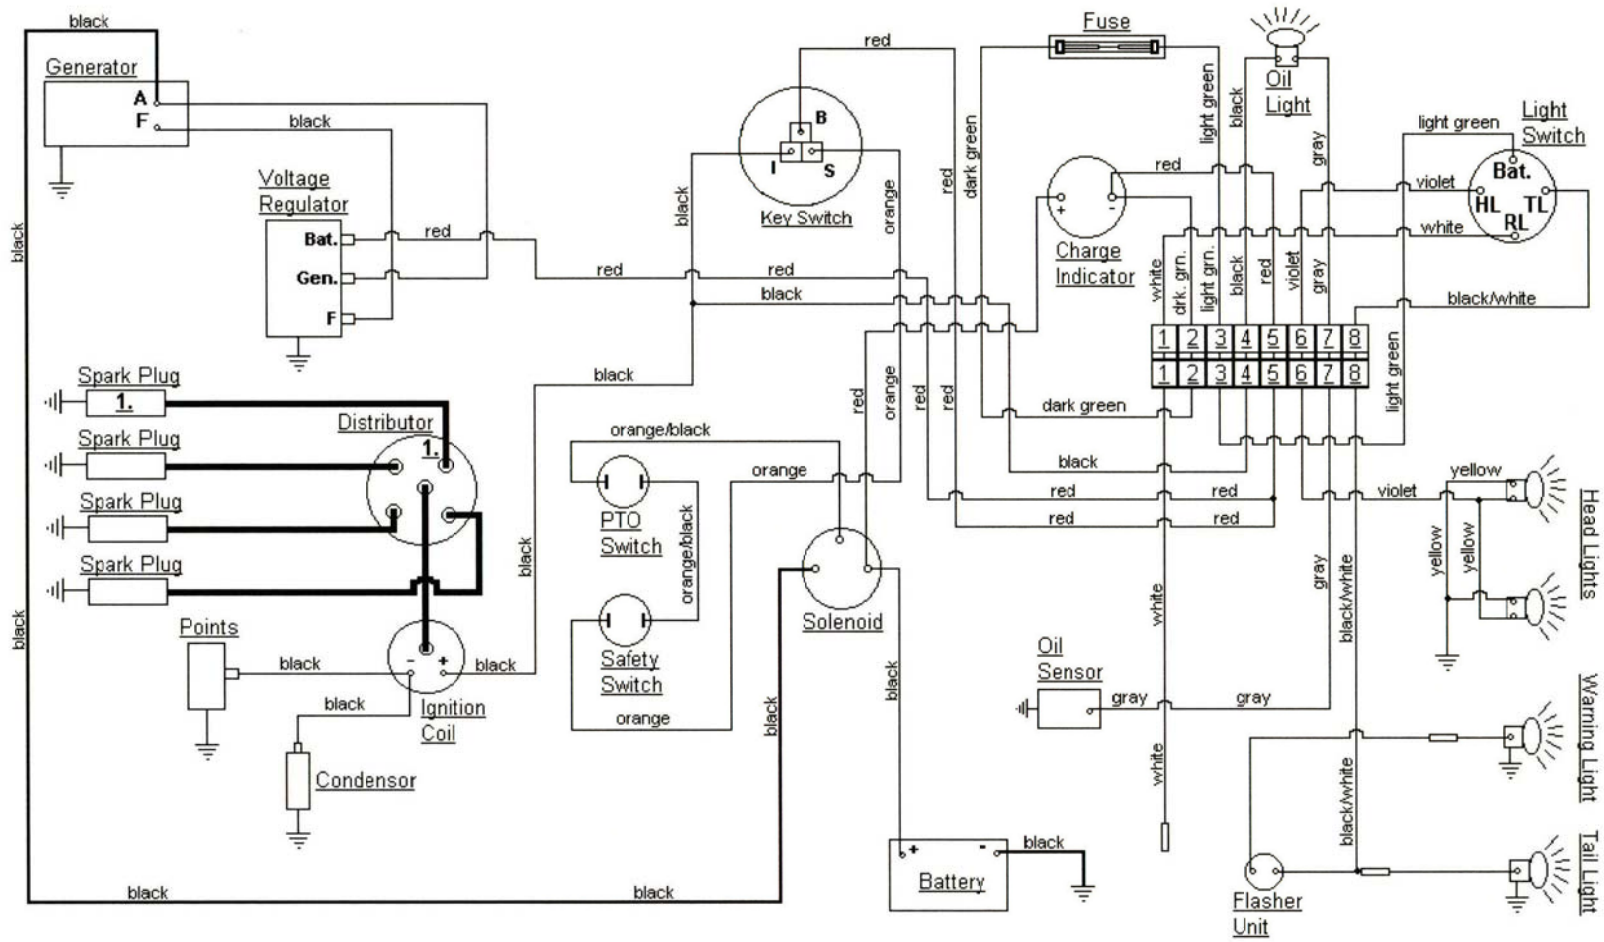 black
Generator
A
F
black
black
Voltage
Regulator
Bat.
Gen.
F
red
red
red
black
Spark Plug
1.
Spark Plug
Spark Plug
Spark Plug
Distributor
1.
Points
black
black
black
- +
Ignition
Coil
Condensor
black
black
black
black
black
black
red
B
I
S
Key Switch
black
orange
red
orange/black
PTO
Switch
orange/black
Safety
Switch
orange
orange
orange
red
red
red
Solenoid
black
black
+ -
Battery
black
Fuse
dark green
light green
black
Oil
Light
gray
+ -
Charge
Indicator
red
light green
Light
Switch
Bat.
HL
TL
RL
violet
white
black/white
white
drk. grn.
light grn.
black
red
violet
gray
1 2 3 4 5 6 7 8
1 2 3 4 5 6 7 8
light green
dark green
black
red
red
red
red
violet
yellow
yellow
yellow
Head Lights
white
gray
black/white
Oil
Sensor
gray
gray
white
black/white
Warning Light
Flasher
Unit
Tail Light